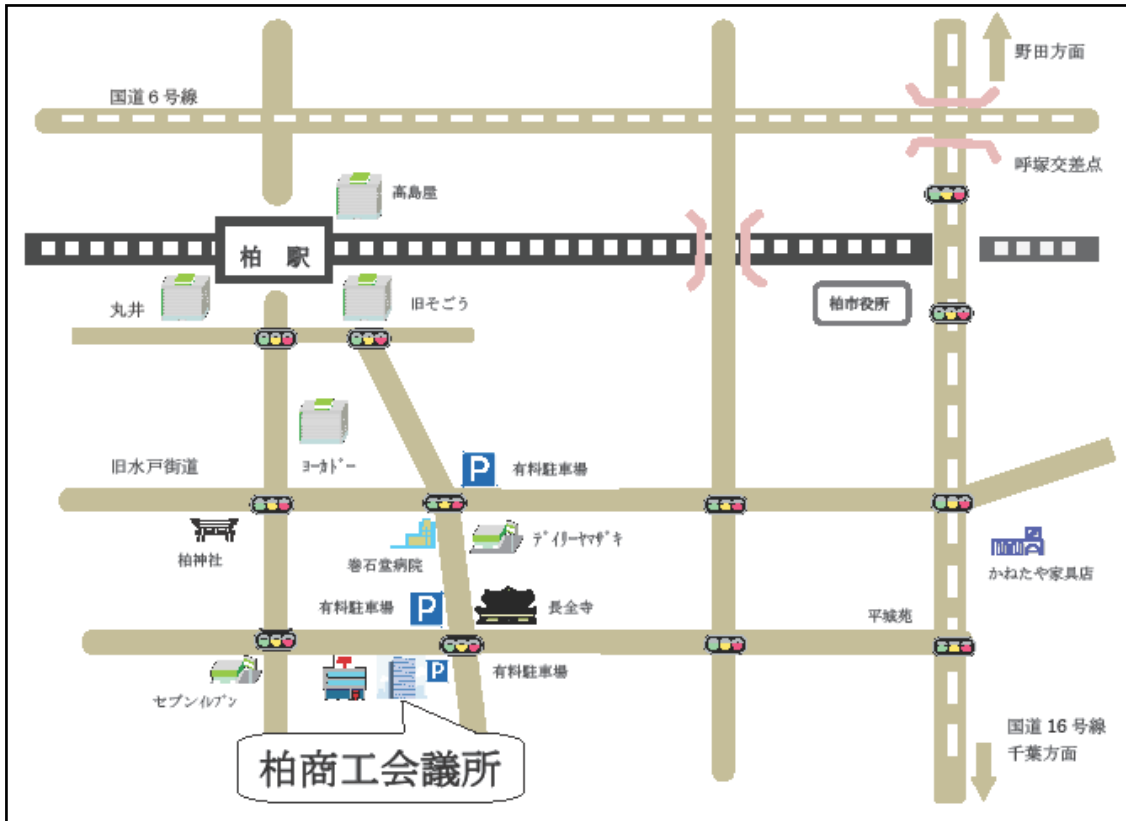 野田方面
国道6号線
呼塚交差点
高島屋
柏 駅
丸井
旧そごう
柏市役所
旧水戸街道
ﾖｰｶﾄﾞｰ
P
有料駐車場
柏神社
巻石堂病院
ﾃﾞｲﾘｰﾔﾏｻﾞｷ
かねたや家具店
有料駐車場
P
長全寺
平城苑
セブンイﾚブン
P
有料駐車場
柏商工会議所
国道 16 号線
千葉方面